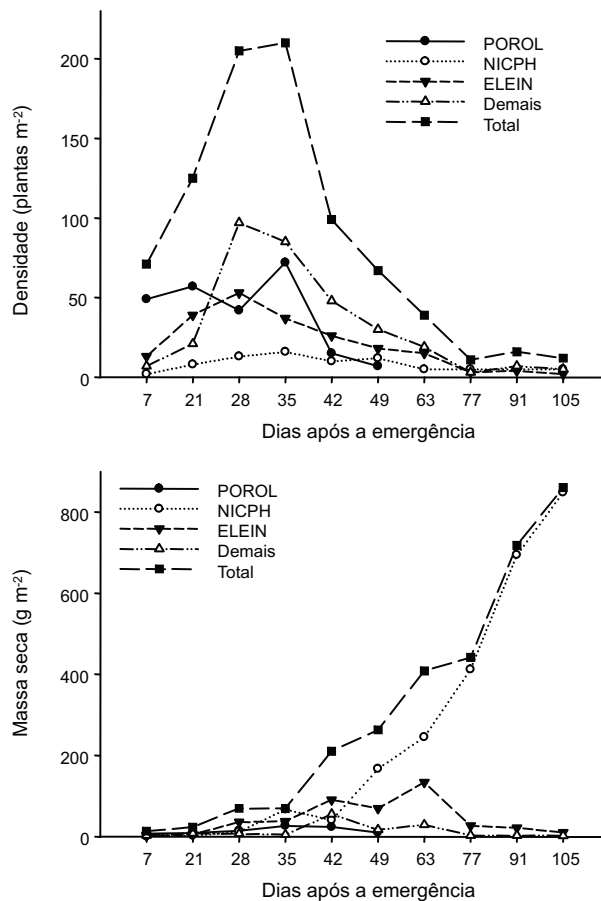 200
150
100
50
0
Densidade (plantas m-2)
POROL
NICPH
ELEIN
Demais
Total
7 21 28 35 42 49 63 77 91 105
Dias após a emergência
800
600
400
200
0
Massa seca (g m-2)
POROL
NICPH
ELEIN
Demais
Total
7 21 28 35 42 49 63 77 91 105
Dias após a emergência